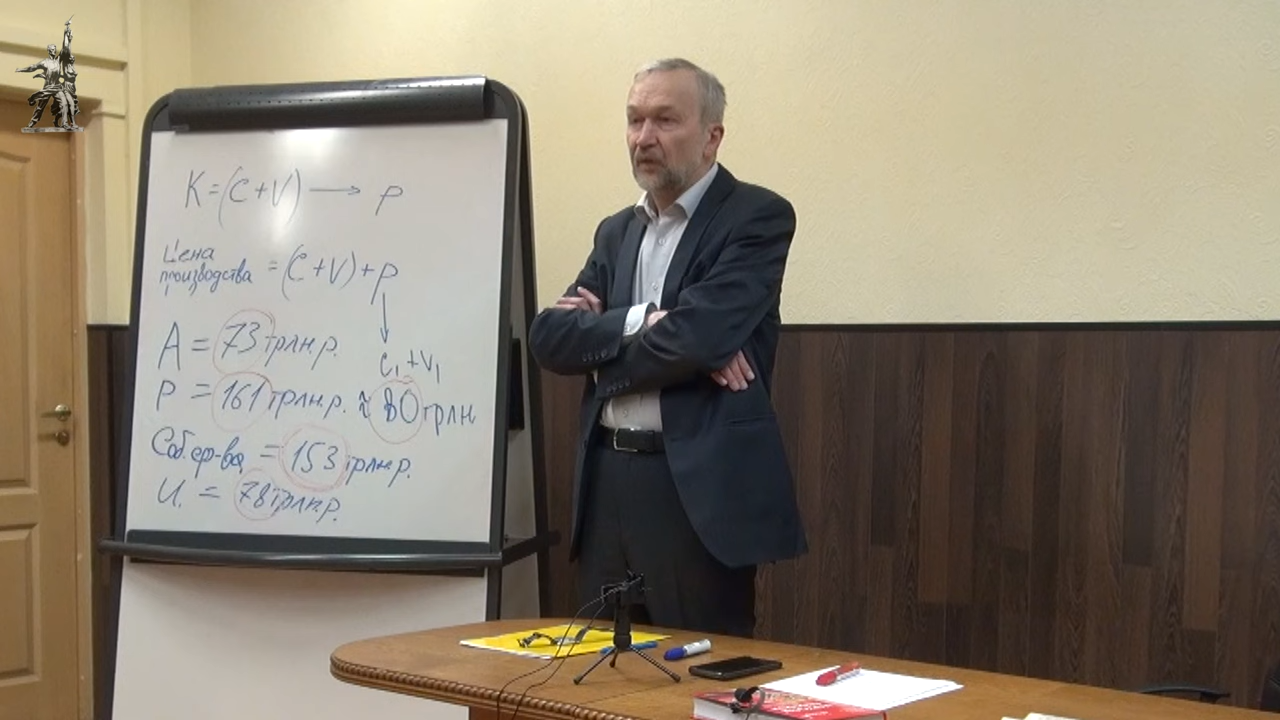 K = (C + V) → p
Цена
производства = (C + V) + p
C₁ + V₁
А = 73 трлн.р.
Р = 161 трлн.р. ≈ 80 трлн
Соб.ср-ва = 153 трлн.р.
И. = 78 трлн.р.